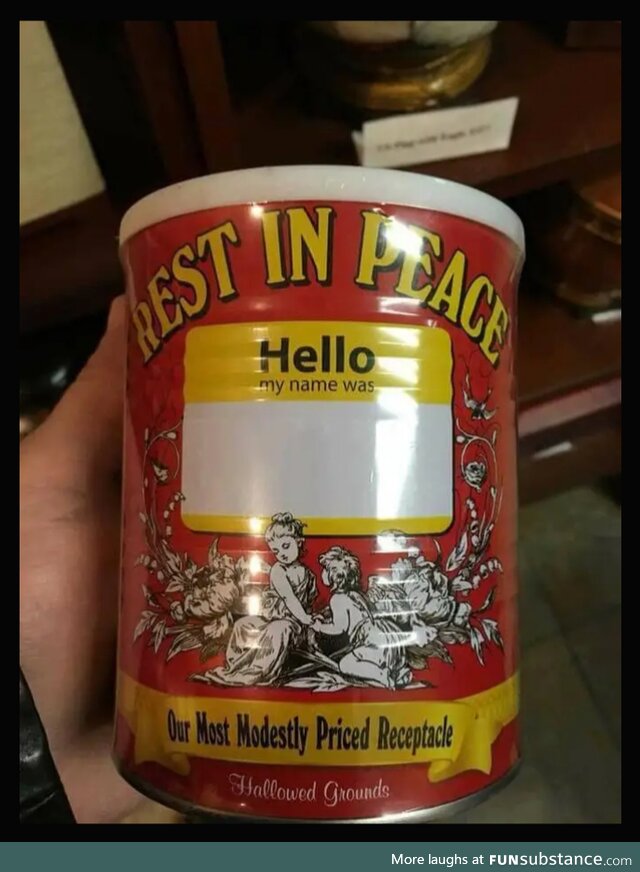 REST IN PEACE
Hello
my name was
Our Most Modestly Priced Receptacle
Hallowed Grounds
More laughs at FUNsubstance.com